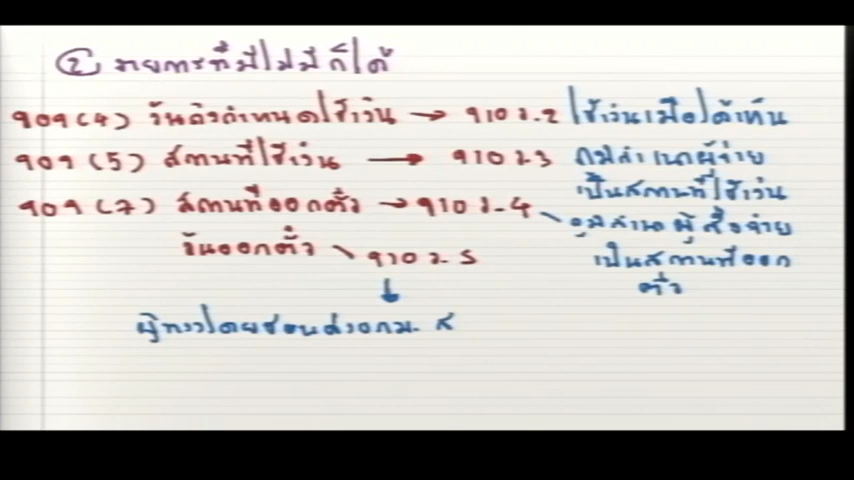 (2) รายการที่มีไม่มีก็ได้
909(4) วันถึงกำหนดใช้เงิน → 910 ว.2 ใช้เงินเมื่อได้เห็น
909(5) สถานที่ใช้เงิน → 910 ว.3 ภูมิลำเนาผู้จ่าย
เป็นสถานที่ใช้เงิน
909(7) สถานที่ออกตั๋ว → 910 ว.4 ภูมิลำเนาผู้สั่งจ่าย
เป็นสถานที่ออก
ตั๋ว
วันออกตั๋ว 910 ว.5
↓
ผู้ทรงโดยชอบด้วยกม.